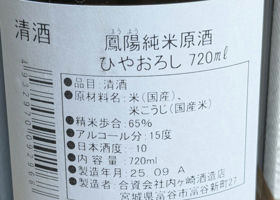 清酒
ほうよう
鳳陽純米原酒
ひやおろし 720ml
●品目:清酒
●原材料名:米(国産)、
米こうじ(国産米)
●精米歩合:65%
●アルコール分:15度
●日本酒度:-10
●内容量:720ml
●製造年月:25.09 A
●製造者:合資会社内ヶ崎酒造店
宮城県富谷市富谷新町27